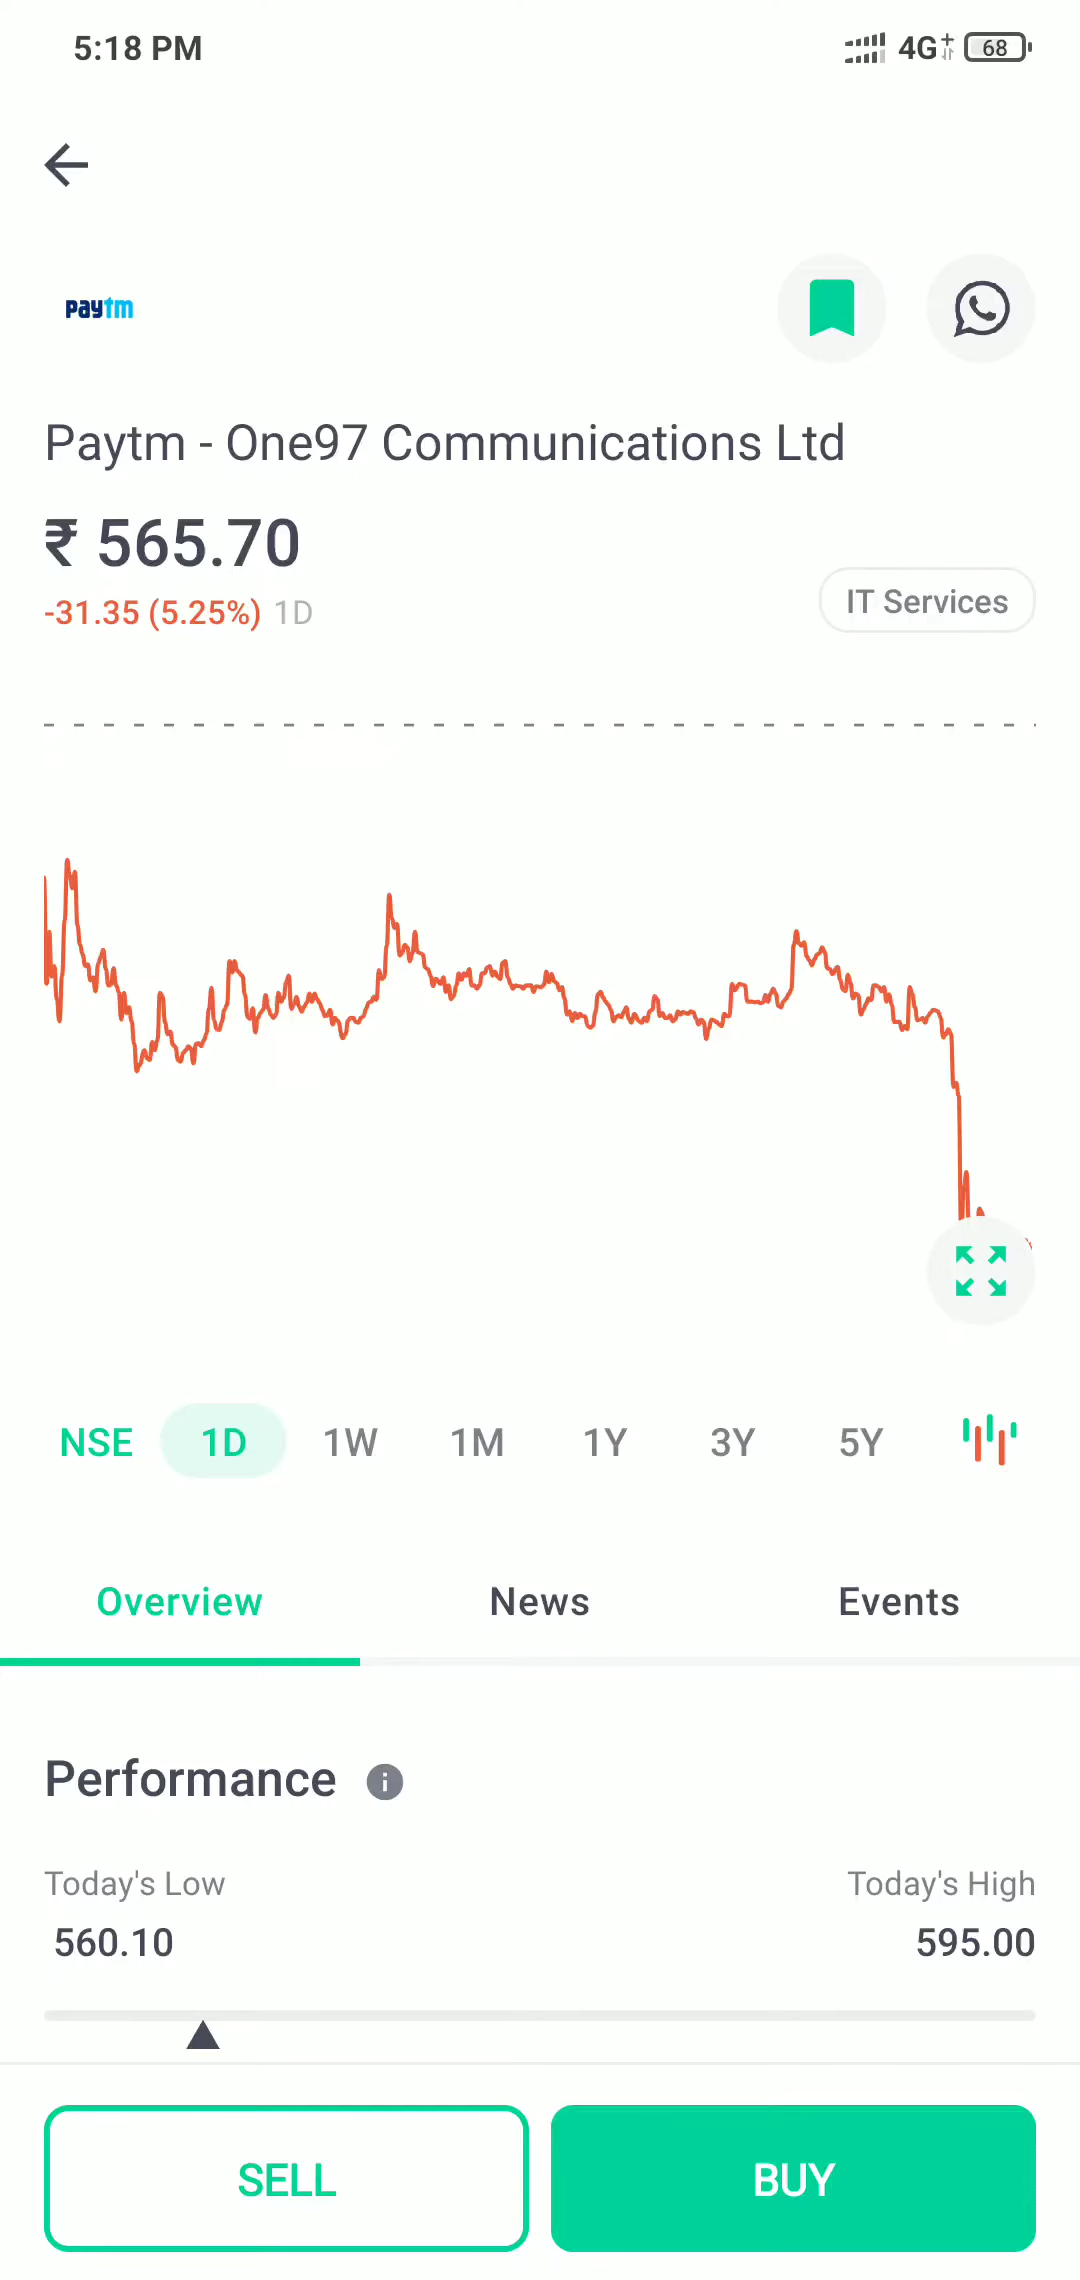 5:18 PM 4G+ 68
paytm
Paytm - One97 Communications Ltd
₹ 565.70
-31.35 (5.25%) 1D
IT Services
NSE 1D 1W 1M 1Y 3Y 5Y
Overview News Events
Performance i
Today's Low Today's High
560.10 595.00
SELL BUY